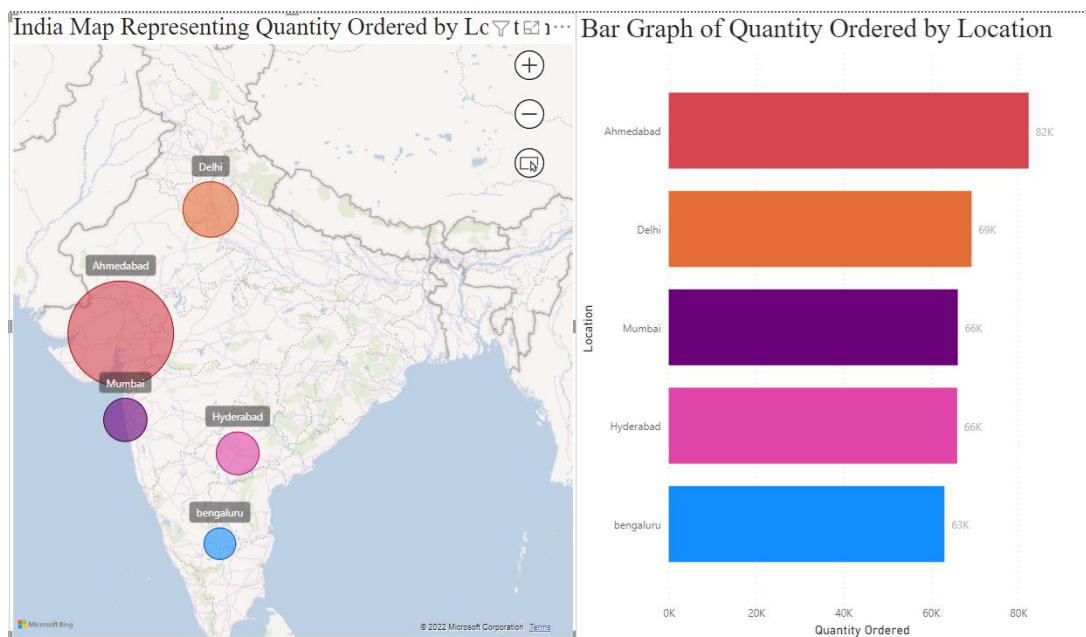 India Map Representing Quantity Ordered by Lc t ı ...
Delhi
Ahmedabad
Mumbai
Hyderabad
bengaluru
Microsoft Bing
© 2022 Microsoft Corporation Terms
Bar Graph of Quantity Ordered by Location
Location
Ahmedabad 82K
Delhi 69K
Mumbai 66K
Hyderabad 66K
bengaluru 63K
0K 20K 40K 60K 80K
Quantity Ordered